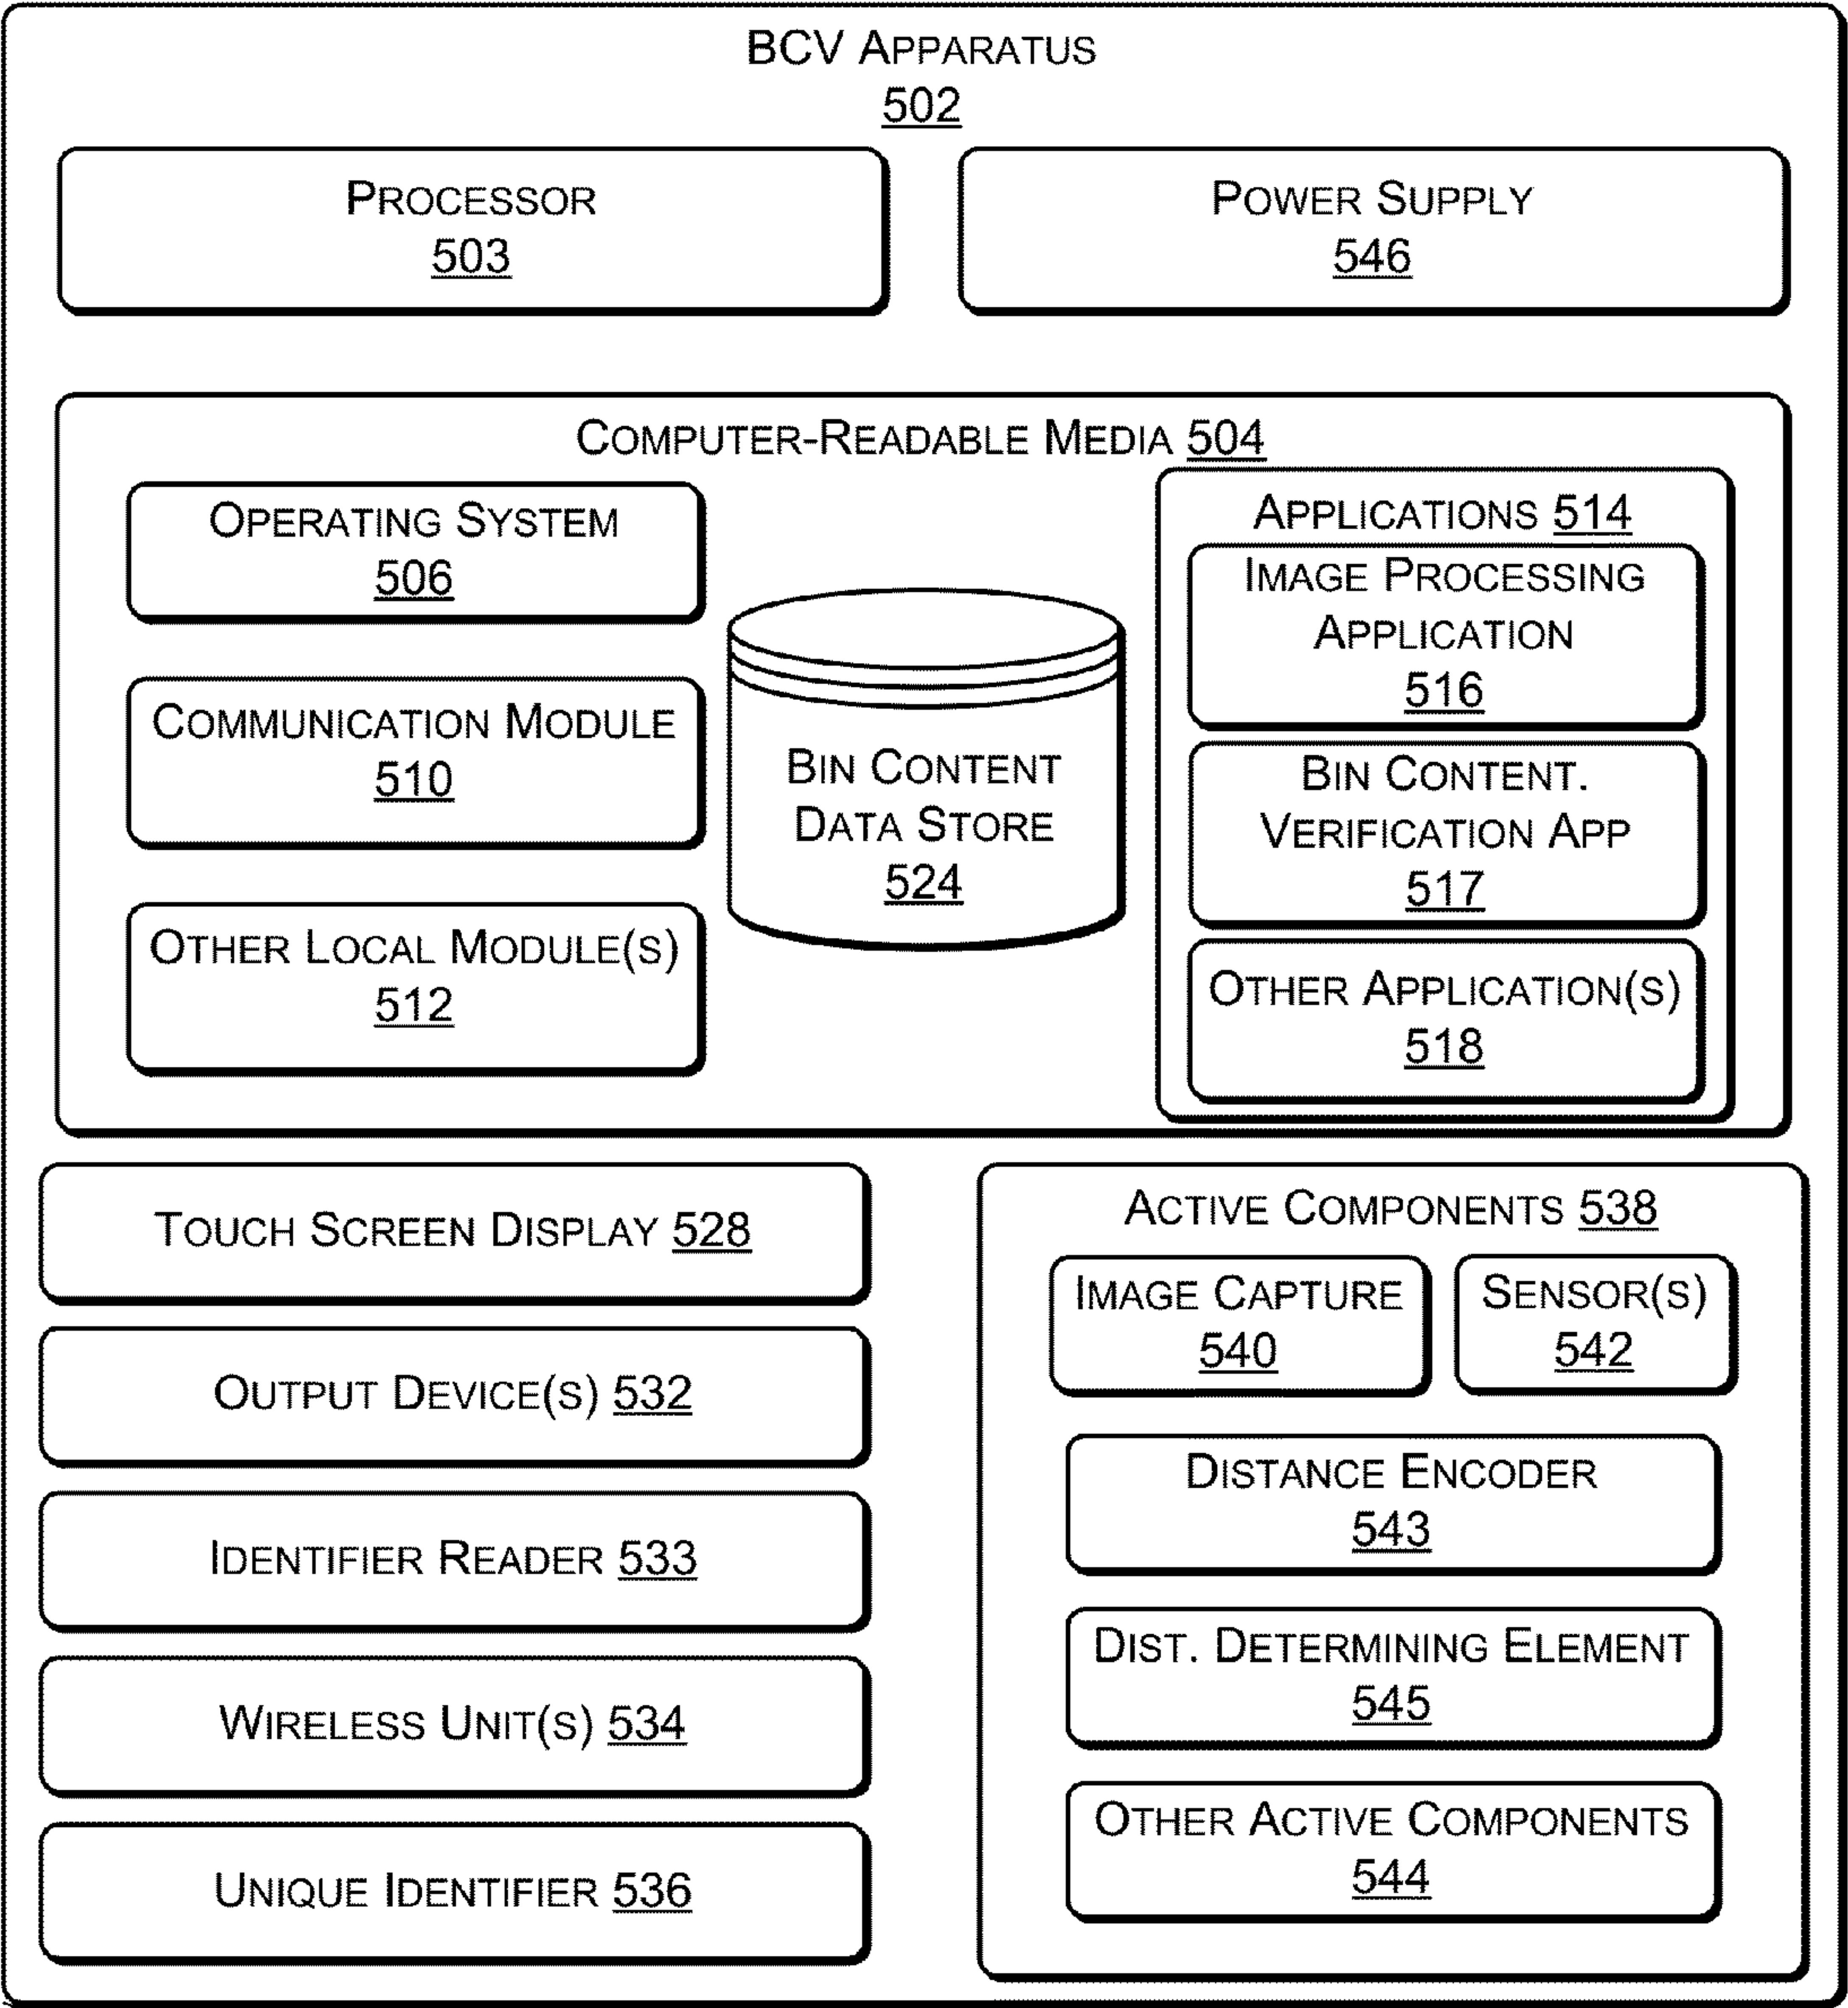 BCV APPARATUS
502
PROCESSOR
503
POWER SUPPLY
546
COMPUTER-READABLE MEDIA 504
OPERATING SYSTEM
506
COMMUNICATION MODULE
510
OTHER LOCAL MODULE(S)
512
BIN CONTENT
DATA STORE
524
APPLICATIONS 514
IMAGE PROCESSING
APPLICATION
516
BIN CONTENT.
VERIFICATION APP
517
OTHER APPLICATION(S)
518
TOUCH SCREEN DISPLAY 528
OUTPUT DEVICE(S) 532
IDENTIFIER READER 533
WIRELESS UNIT(S) 534
UNIQUE IDENTIFIER 536
ACTIVE COMPONENTS 538
IMAGE CAPTURE
540
SENSOR(S)
542
DISTANCE ENCODER
543
DIST. DETERMINING ELEMENT
545
OTHER ACTIVE COMPONENTS
544